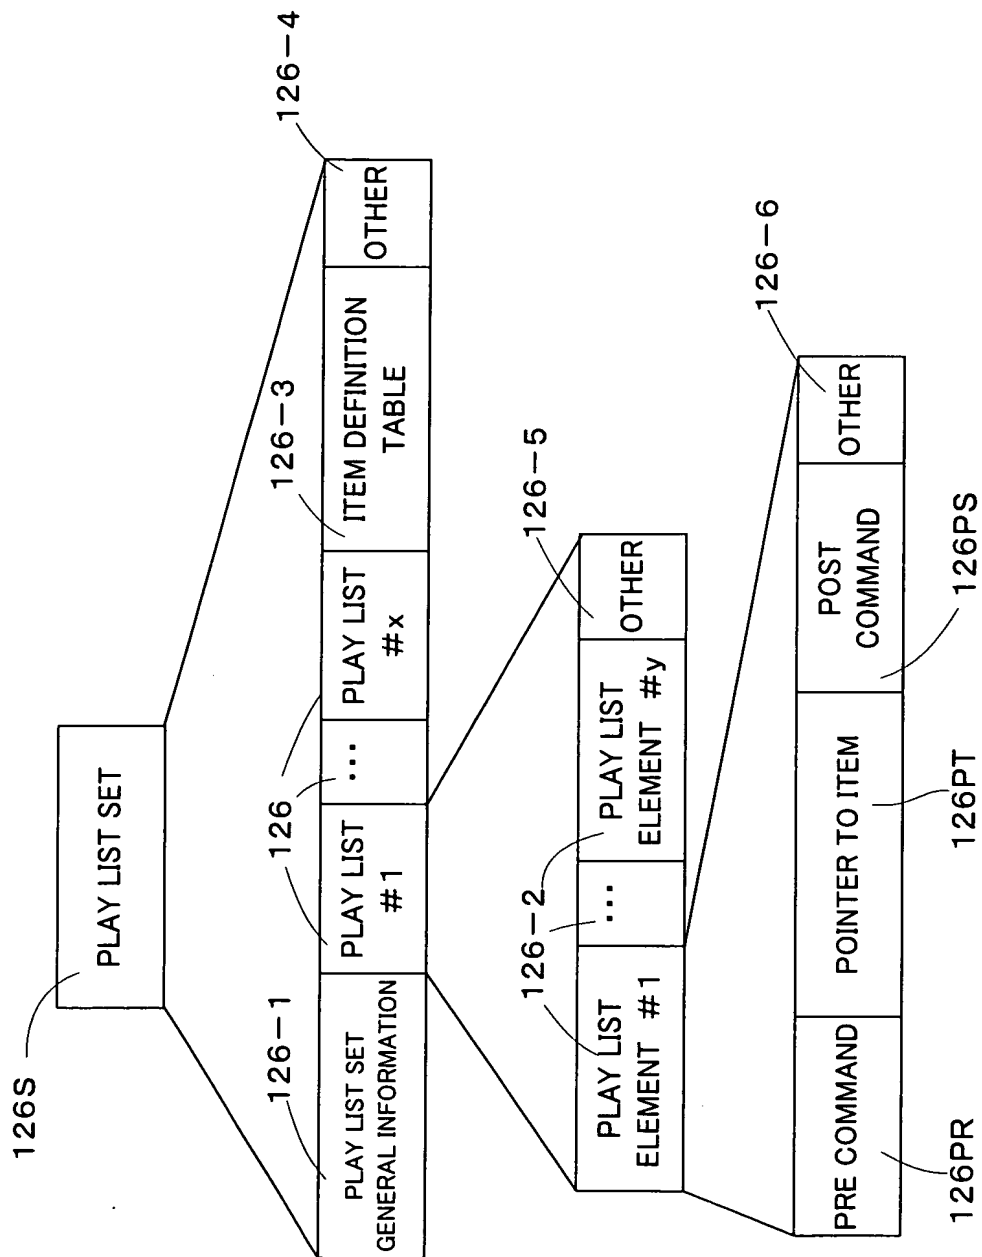 126S
PLAY LIST SET
126-1
126
126-3
126-4
PLAY LIST SET
GENERAL INFORMATION
PLAY LIST
#1
...
PLAY LIST
#x
ITEM DEFINITION
TABLE
OTHER
126-2
126-5
PLAY LIST
ELEMENT #1
...
PLAY LIST
ELEMENT #y
OTHER
126-6
PRE COMMAND
POINTER TO ITEM
POST
COMMAND
OTHER
126PR
126PT
126PS